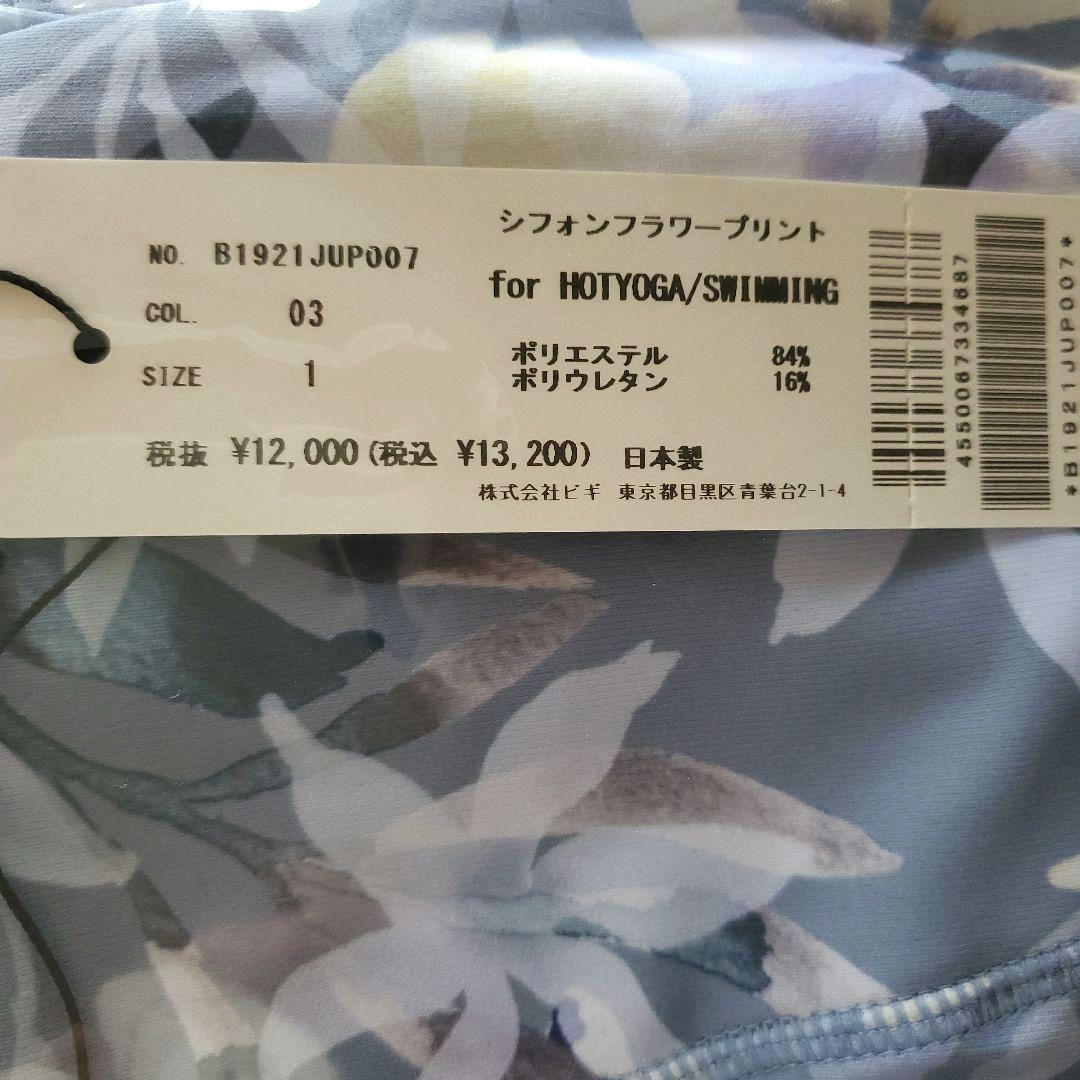 NO. B1921JUP007
COL. 03
SIZE 1
シフォンフラワープリント
for HOTYOGA/SWIMMING
ポリエステル 84%
ポリウレタン 16%
税抜 ¥12,000(税込 ¥13,200) 日本製
株式会社ビギ 東京都目黒区青葉台2-1-4
4550067334687
*B1921JUP007*